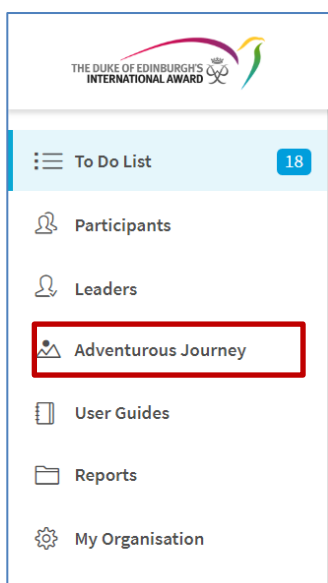 THE DUKE OF EDINBURGH'S
INTERNATIONAL AWARD
To Do List 18
Participants
Leaders
Adventurous Journey
User Guides
Reports
My Organisation